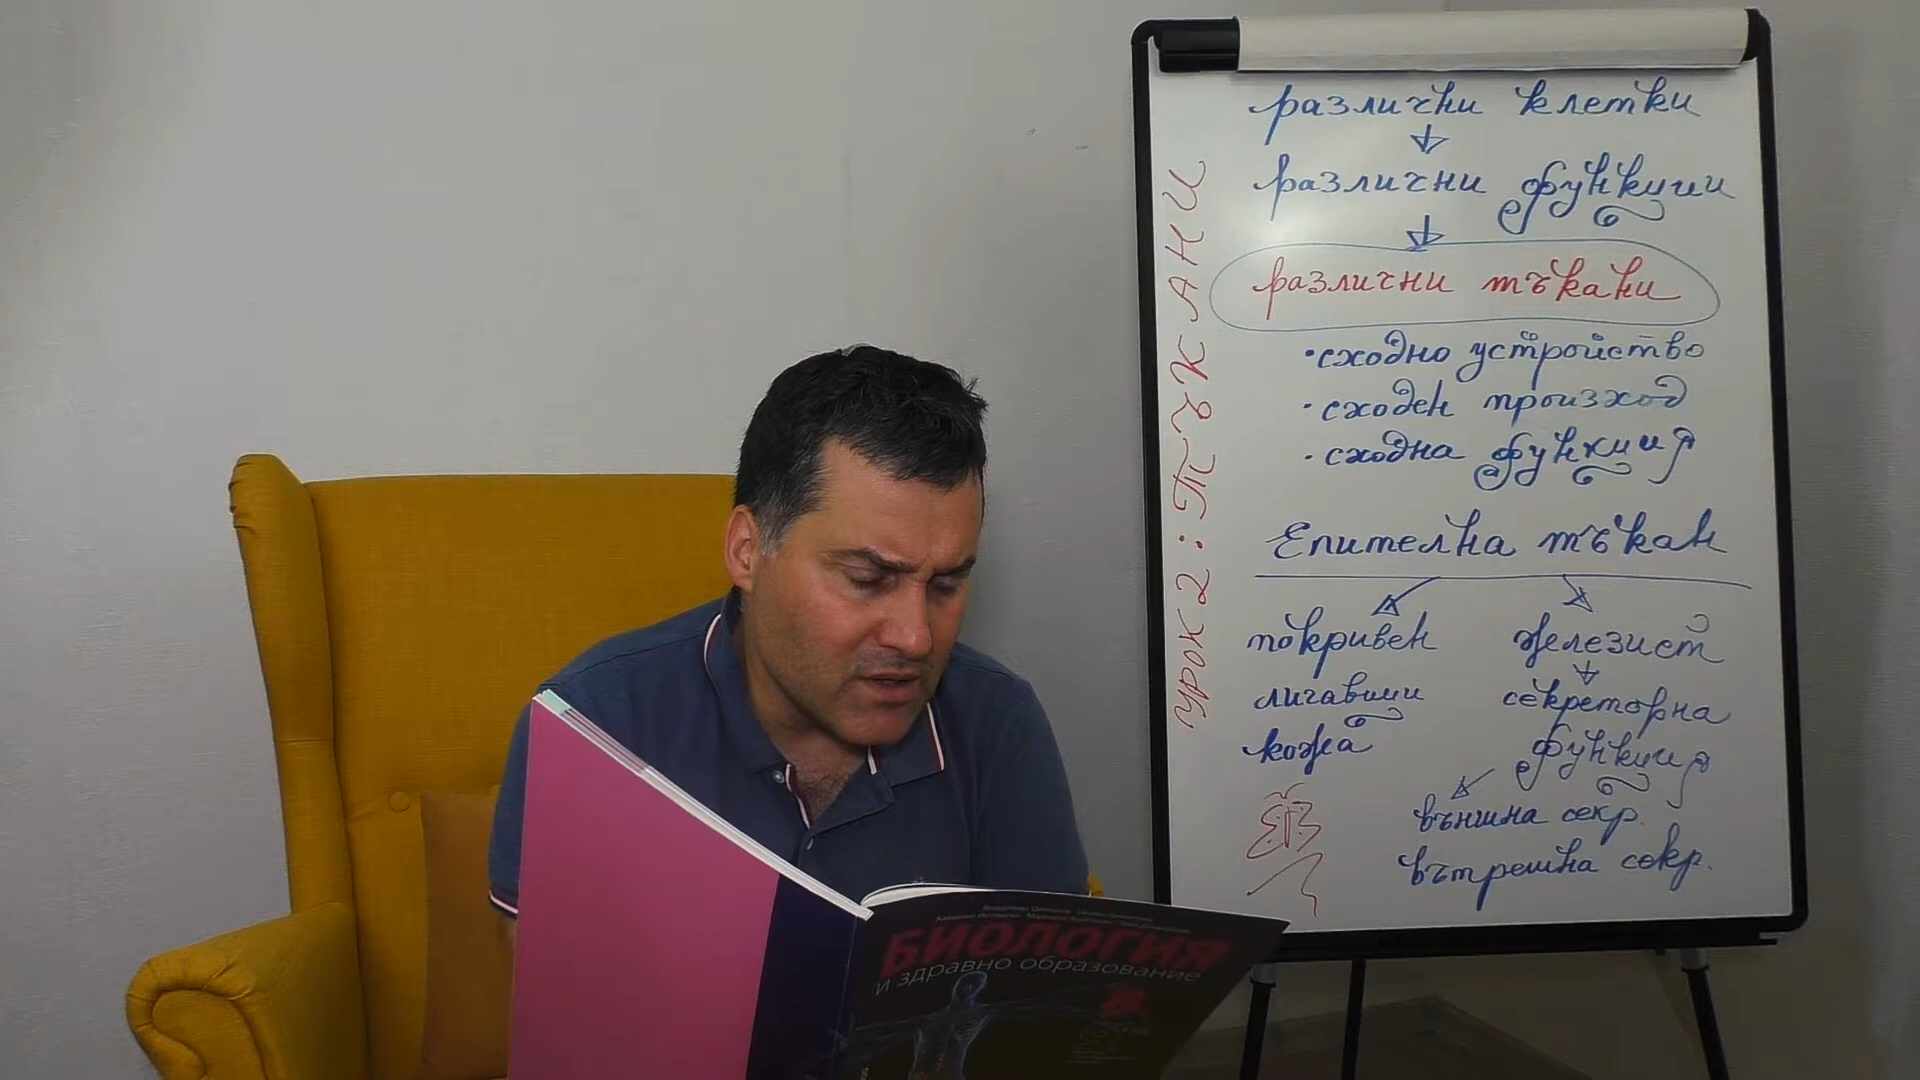 различни клетки
различни функции
различни тъкани
• сходно устройство
• сходен произход
• сходна функция
Епителна тъкан
покривен
железист
лигавици
секреторна
кожа
функция
външна секр.
вътрешна секр.
УРОК 2: ТЪКАНИ
БИОЛОГИЯ
и здравно образование